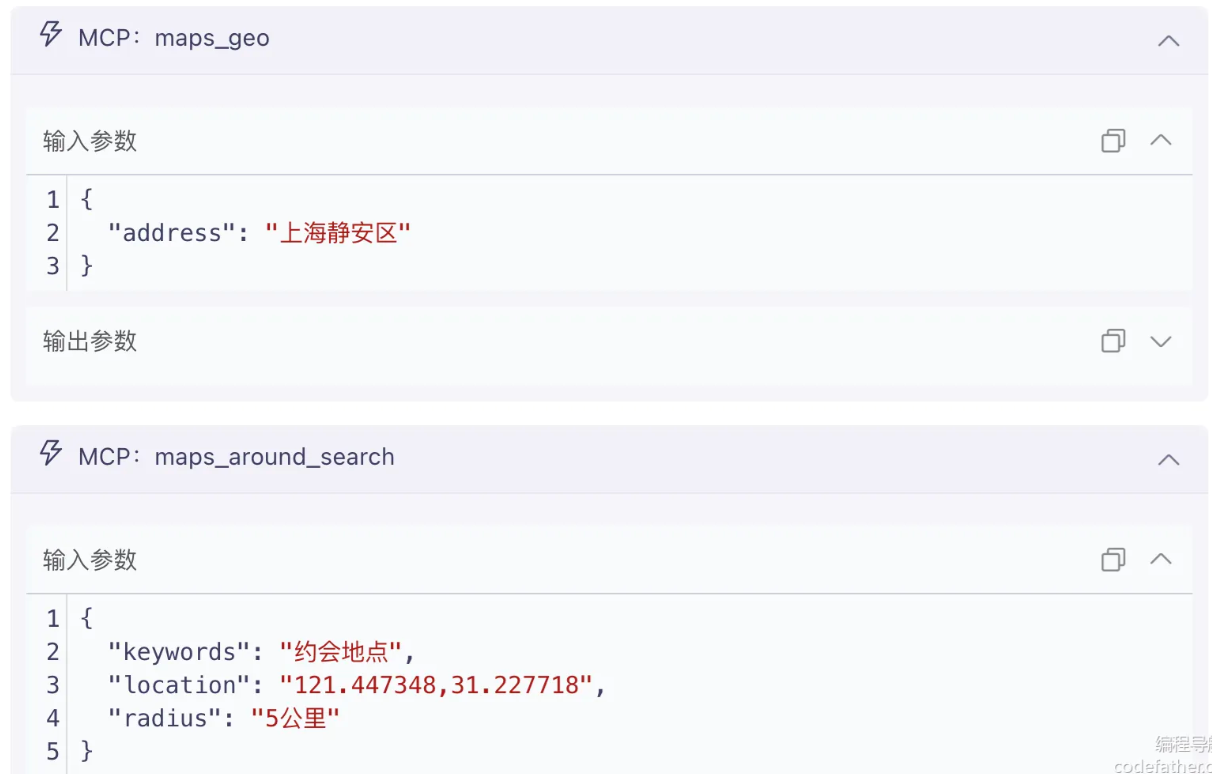 MCP：maps_geo
输入参数
1 {
2   "address": "上海静安区"
3 }
输出参数
MCP：maps_around_search
输入参数
1 {
2   "keywords": "约会地点",
3   "location": "121.447348,31.227718",
4   "radius": "5公里"
5 }
编程导
codefather.c